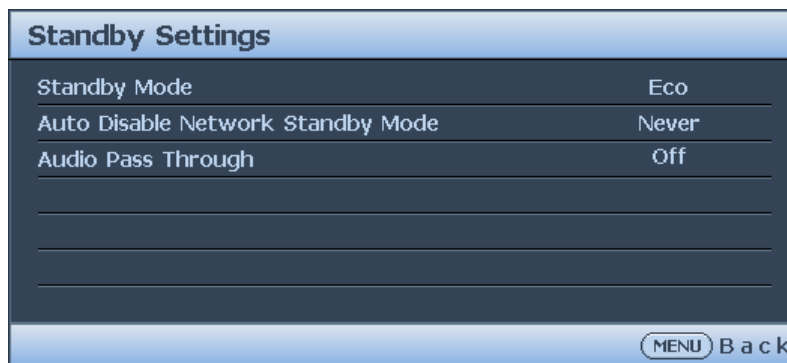 Standby Settings
Standby Mode Eco
Auto Disable Network Standby Mode Never
Audio Pass Through Off
MENU Back